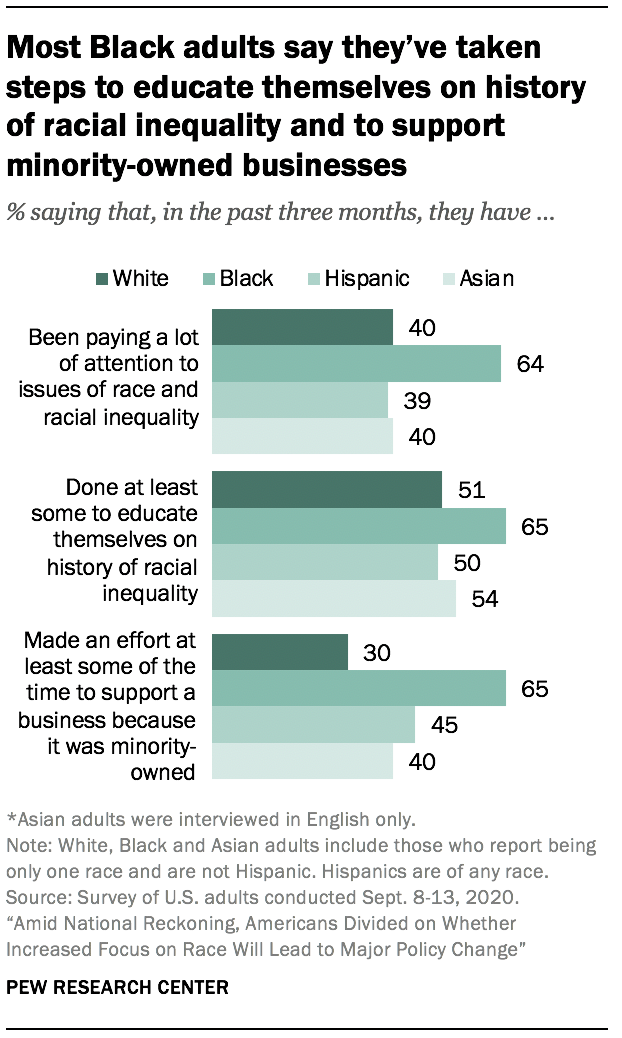 Most Black adults say they’ve taken
steps to educate themselves on history
of racial inequality and to support
minority-owned businesses
% saying that, in the past three months, they have ...
White Black Hispanic Asian
Been paying a lot
of attention to
issues of race and
racial inequality
40
64
39
40
Done at least
some to educate
themselves on
history of racial
inequality
51
65
50
54
Made an effort at
least some of the
time to support a
business because
it was minority-
owned
30
65
45
40
*Asian adults were interviewed in English only.
Note: White, Black and Asian adults include those who report being
only one race and are not Hispanic. Hispanics are of any race.
Source: Survey of U.S. adults conducted Sept. 8-13, 2020.
“Amid National Reckoning, Americans Divided on Whether
Increased Focus on Race Will Lead to Major Policy Change”
PEW RESEARCH CENTER